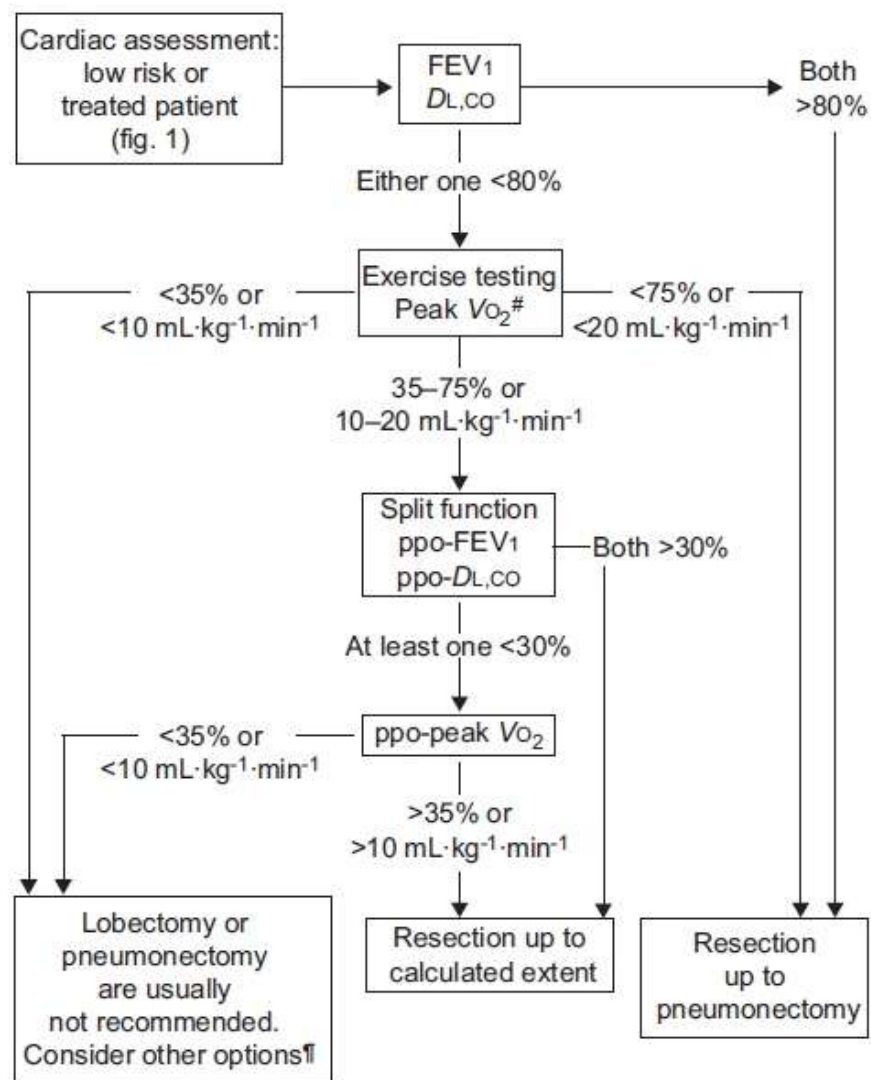 Cardiac assessment:
low risk or
treated patient
(fig. 1)
FEV1
DL,CO
Both
>80%
Either one <80%
Exercise testing
Peak VO2#
<35% or
<10 mL·kg-1·min-1
<75% or
<20 mL·kg-1·min-1
35–75% or
10–20 mL·kg-1·min-1
Split function
ppo-FEV1
ppo-DL,CO
Both >30%
At least one <30%
ppo-peak VO2
<35% or
<10 mL·kg-1·min-1
>35% or
>10 mL·kg-1·min-1
Lobectomy or
pneumonectomy
are usually
not recommended.
Consider other options¶
Resection up to
calculated extent
Resection
up to
pneumonectomy